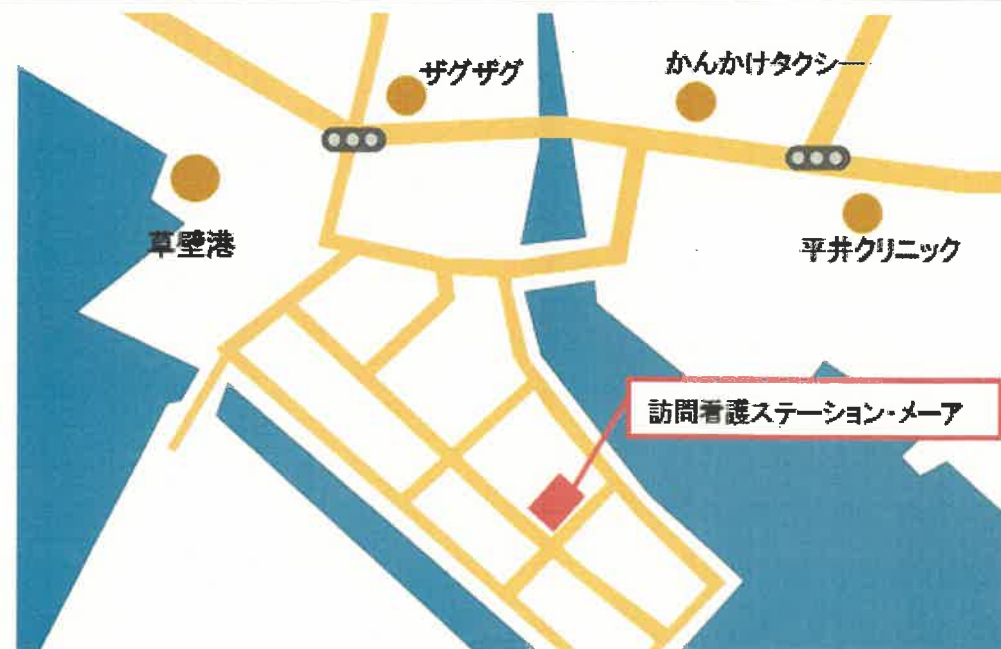 ザグザグ
かんかけタクシー
草壁港
平井クリニック
訪問看護ステーション・メーア